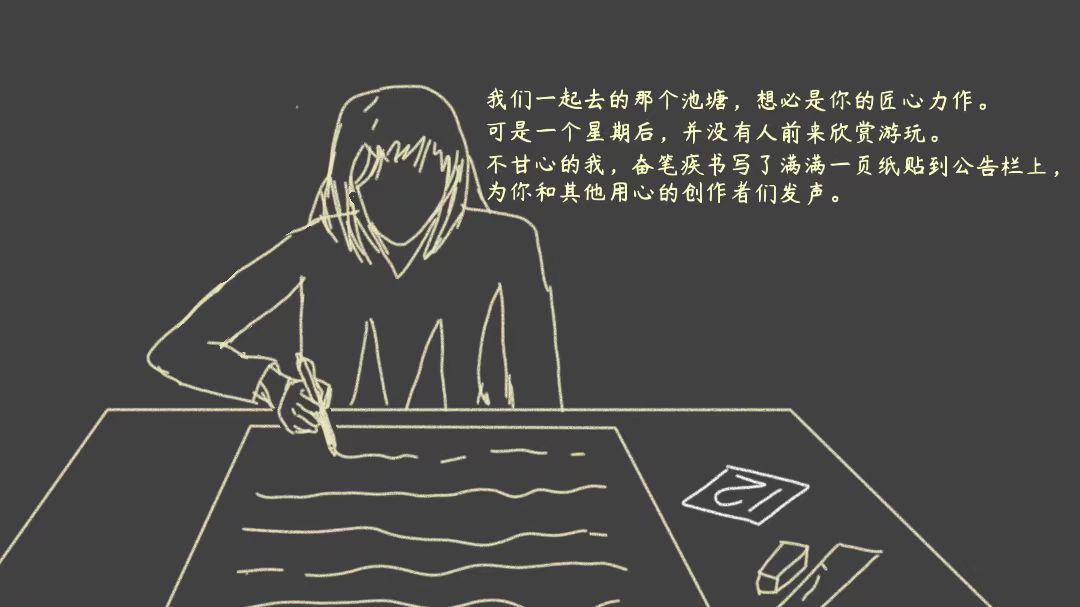 我们一起去的那个池塘，想必是你的匠心力作。
可是一个星期后，并没有人前来欣赏游玩。
不甘心的我，奋笔疾书写了满满一页纸贴到公告栏上，
为你和其他用心的创作者们发声。
12